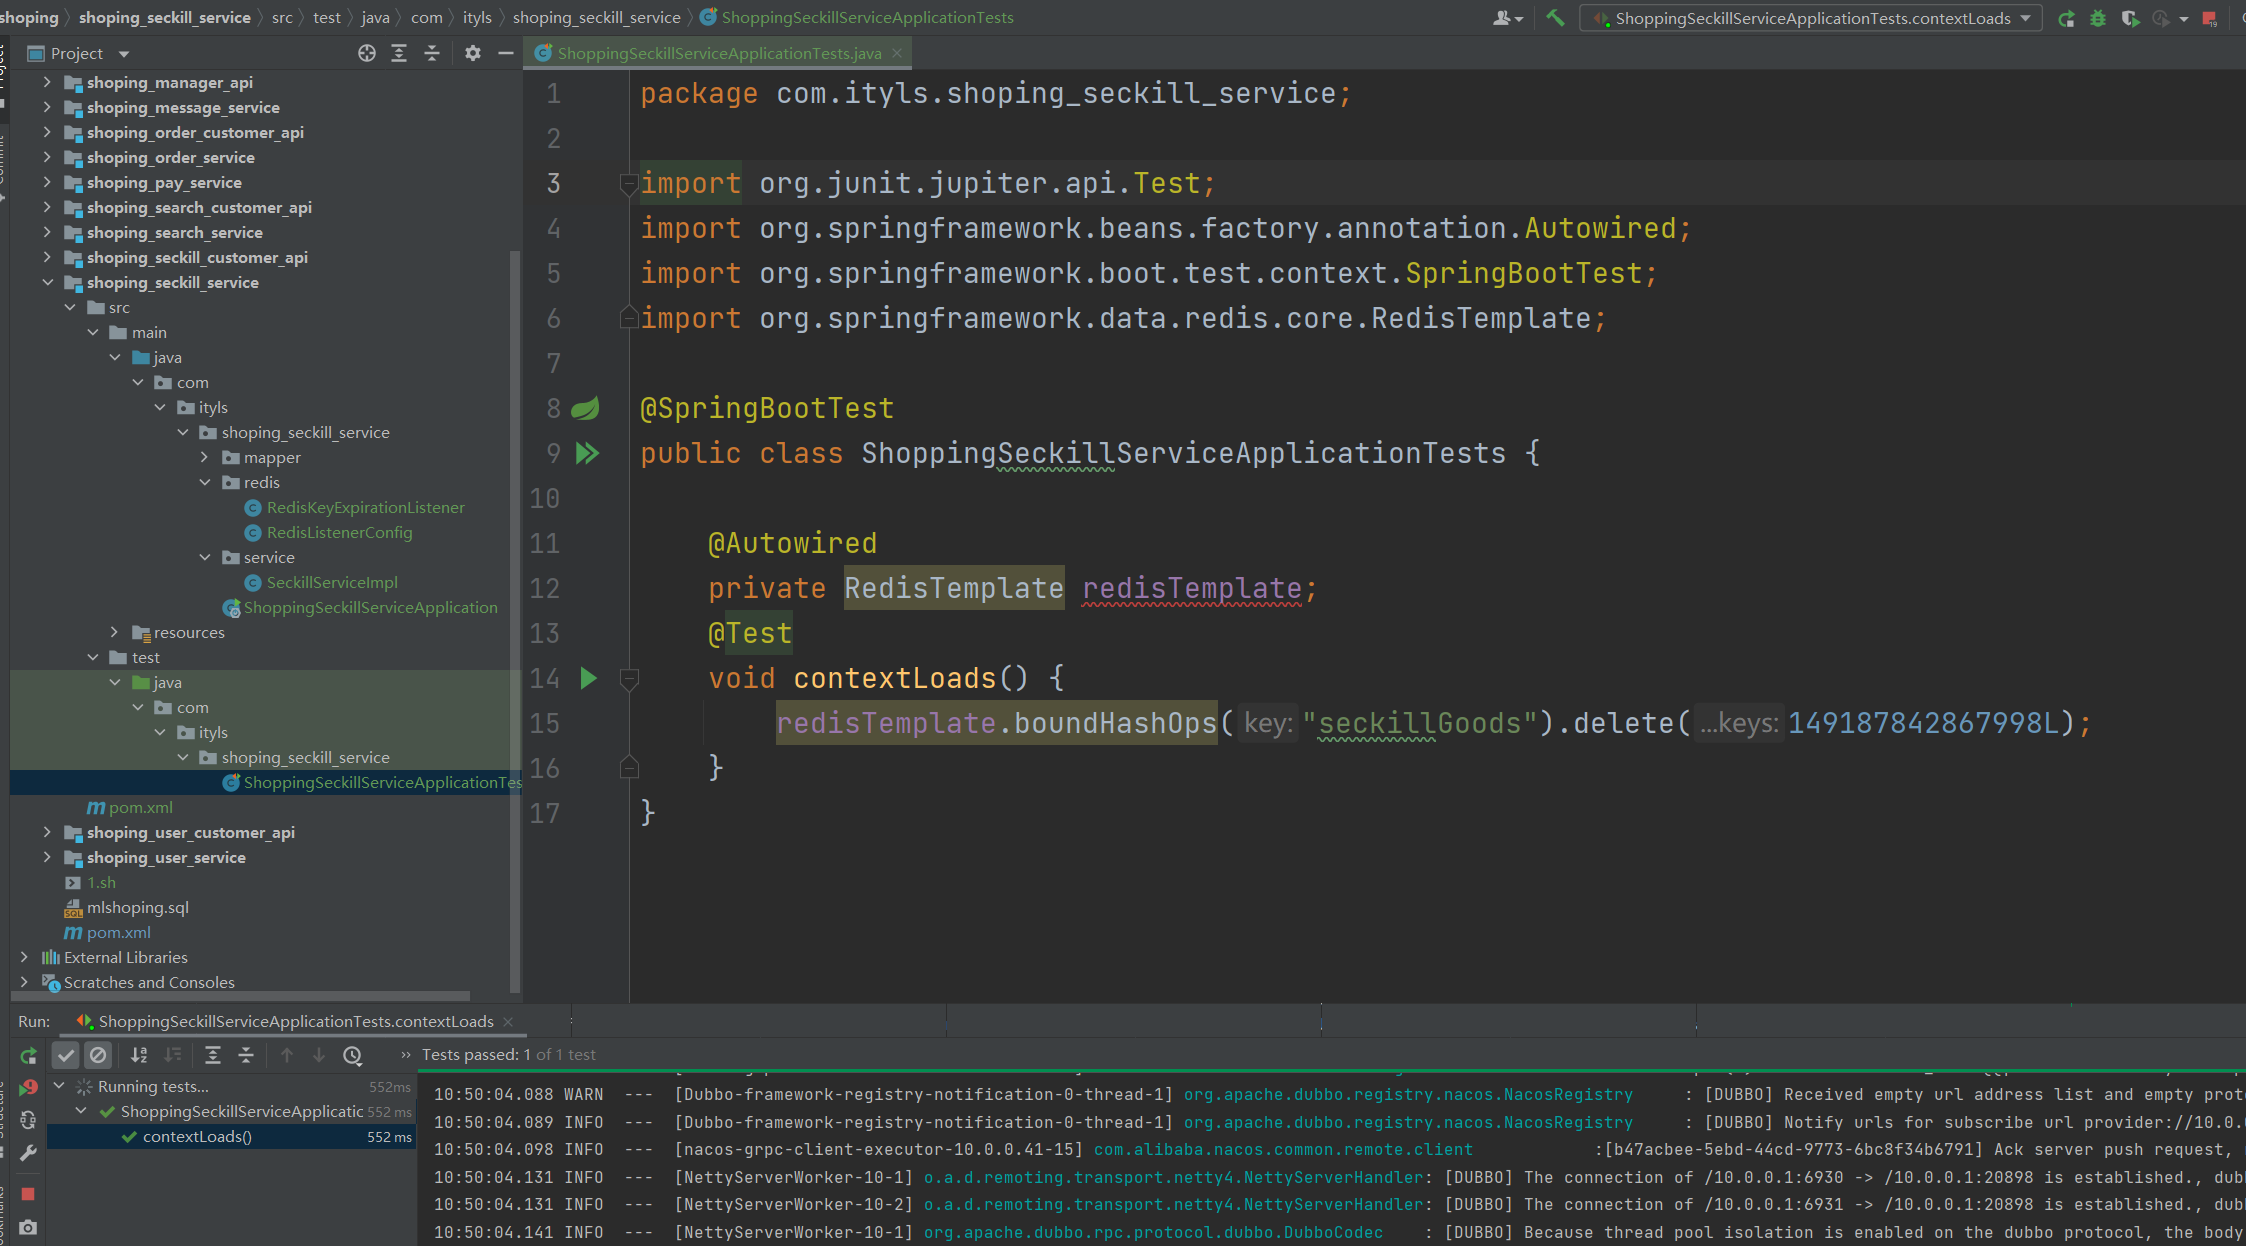 shoping shoping_seckill_service src test java com ityls shoping_seckill_service ShoppingSeckillServiceApplicationTests
ShoppingSeckillServiceApplicationTests.contextLoads
Project
ShoppingSeckillServiceApplicationTests.java
shoping_manager_api
shoping_message_service
shoping_order_customer_api
shoping_order_service
shoping_pay_service
shoping_search_customer_api
shoping_search_service
shoping_seckill_customer_api
shoping_seckill_service
src
main
java
com
ityls
shoping_seckill_service
mapper
redis
RedisKeyExpirationListener
RedisListenerConfig
service
SeckillServiceImpl
ShoppingSeckillServiceApplication
resources
test
java
com
ityls
shoping_seckill_service
ShoppingSeckillServiceApplicationTes
pom.xml
shoping_user_customer_api
shoping_user_service
1.sh
mlshoping.sql
pom.xml
External Libraries
Scratches and Consoles
1 package com.ityls.shoping_seckill_service;
2
3 import org.junit.jupiter.api.Test;
4 import org.springframework.beans.factory.annotation.Autowired;
5 import org.springframework.boot.test.context.SpringBootTest;
6 import org.springframework.data.redis.core.RedisTemplate;
7
8 @SpringBootTest
9 public class ShoppingSeckillServiceApplicationTests {
10
11 @Autowired
12 private RedisTemplate redisTemplate;
13 @Test
14 void contextLoads() {
15 redisTemplate.boundHashOps( key: "seckillGoods").delete( ...keys: 149187842867998L);
16 }
17 }
Run: ShoppingSeckillServiceApplicationTests.contextLoads
Tests passed: 1 of 1 test
Running tests... 552ms
ShoppingSeckillServiceApplicatic 552 ms
contextLoads() 552 ms
10:50:04.088 WARN --- [Dubbo-framework-registry-notification-0-thread-1] org.apache.dubbo.registry.nacos.NacosRegistry : [DUBBO] Received empty url address list and empty prot
10:50:04.089 INFO --- [Dubbo-framework-registry-notification-0-thread-1] org.apache.dubbo.registry.nacos.NacosRegistry : [DUBBO] Notify urls for subscribe url provider://10.0.
10:50:04.098 INFO --- [nacos-grpc-client-executor-10.0.0.41-15] com.alibaba.nacos.common.remote.client :[b47acbee-5ebd-44cd-9773-6bc8f34b6791] Ack server push request,
10:50:04.131 INFO --- [NettyServerWorker-10-1] o.a.d.remoting.transport.netty4.NettyServerHandler: [DUBBO] The connection of /10.0.0.1:6930 -> /10.0.0.1:20898 is established., dub
10:50:04.131 INFO --- [NettyServerWorker-10-2] o.a.d.remoting.transport.netty4.NettyServerHandler: [DUBBO] The connection of /10.0.0.1:6931 -> /10.0.0.1:20898 is established., dub
10:50:04.141 INFO --- [NettyServerWorker-10-1] org.apache.dubbo.rpc.protocol.dubbo.DubboCodec : [DUBBO] Because thread pool isolation is enabled on the dubbo protocol, the body